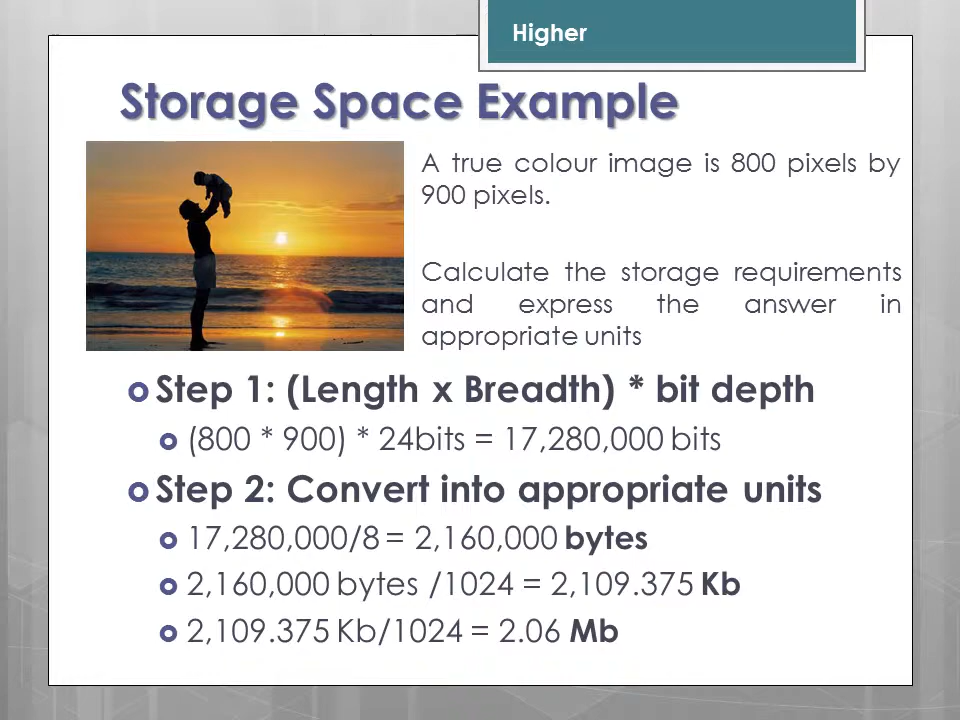 Higher
Storage Space Example
A true colour image is 800 pixels by
900 pixels.
Calculate the storage requirements
and express the answer in
appropriate units
Step 1: (Length x Breadth) * bit depth
(800 * 900) * 24bits = 17,280,000 bits
Step 2: Convert into appropriate units
17,280,000/8 = 2,160,000 bytes
2,160,000 bytes /1024 = 2,109.375 Kb
2,109.375 Kb/1024 = 2.06 Mb